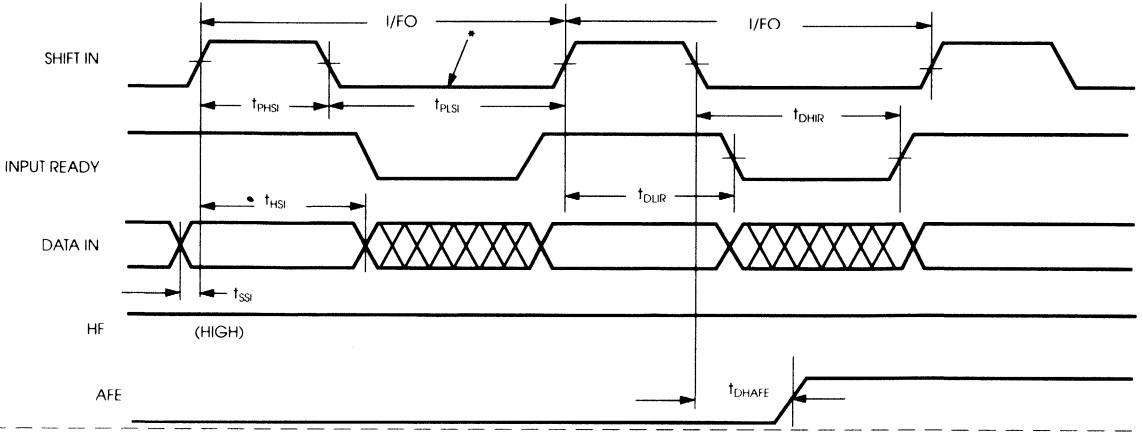 I/FO
I/FO
SHIFT IN
*
tPHSI
tPLSI
tDHIR
INPUT READY
tHSI
tDLIR
DATA IN
tSSI
HF
(HIGH)
AFE
tDHAFE